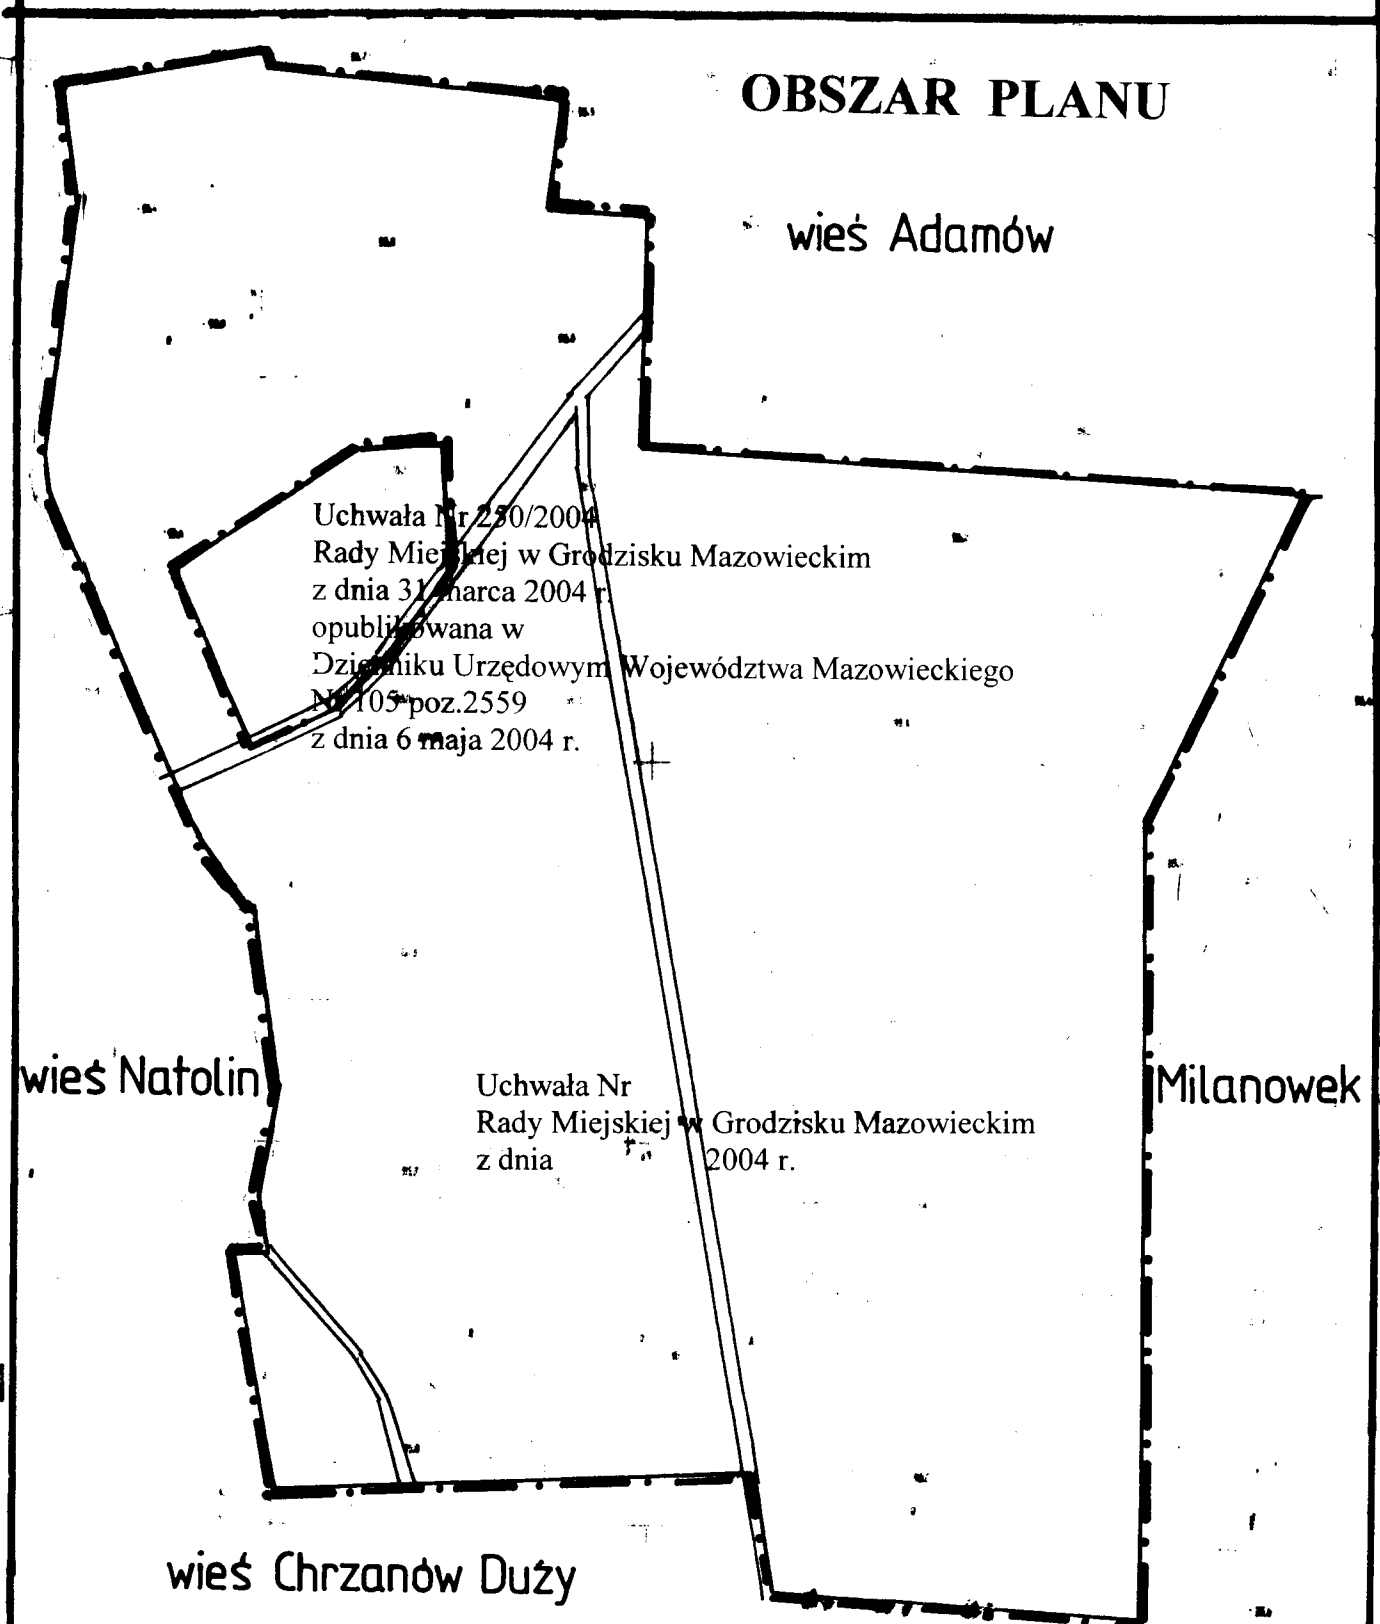 OBSZAR PLANU
wieś Adamów
Uchwała Nr 250/2004
Rady Miejskiej w Grodzisku Mazowieckim
z dnia 31 marca 2004 r.
opublikowana w
Dzienniku Urzędowym Województwa Mazowieckiego
Nr 105 poz.2559
z dnia 6 maja 2004 r.
wieś Natolin
Milanowek
Uchwała Nr
Rady Miejskiej w Grodzisku Mazowieckim
z dnia 2004 r.
wieś Chrzanów Duży